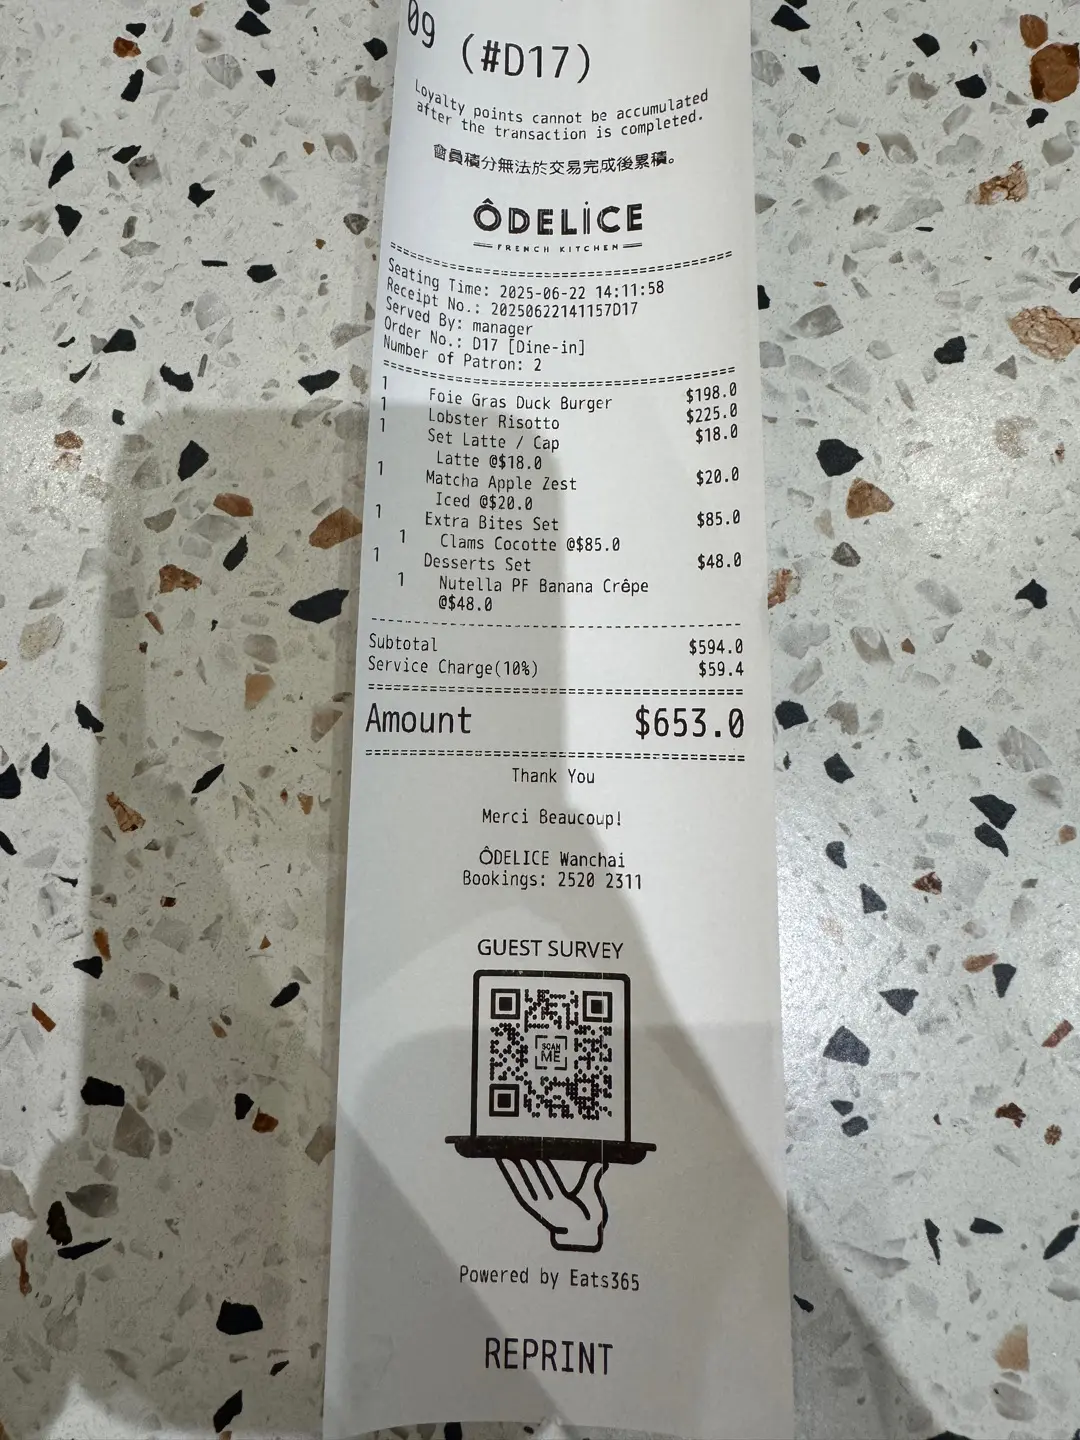 09 (#D17)
Loyalty points cannot be accumulated
after the transaction is completed.
會員積分無法於交易完成後累積。
ÔDELİCE
FRENCH KITCHEN
Seating Time: 2025-06-22 14:11:58
Receipt No.: 20250622141157D17
Served By: manager
Order No.: D17 [Dine-in]
Number of Patron: 2
1 Foie Gras Duck Burger $198.0
1 Lobster Risotto $225.0
1 Set Latte / Cap $18.0
Latte @$18.0
1 Matcha Apple Zest $20.0
Iced @$20.0
1 Extra Bites Set $85.0
1 Clams Cocotte @$85.0
1 Desserts Set $48.0
1 Nutella PF Banana Crêpe
@$48.0
Subtotal $594.0
Service Charge(10%) $59.4
Amount $653.0
Thank You
Merci Beaucoup!
ÔDELICE Wanchai
Bookings: 2520 2311
GUEST SURVEY
SCAN
ME
Powered by Eats365
REPRINT